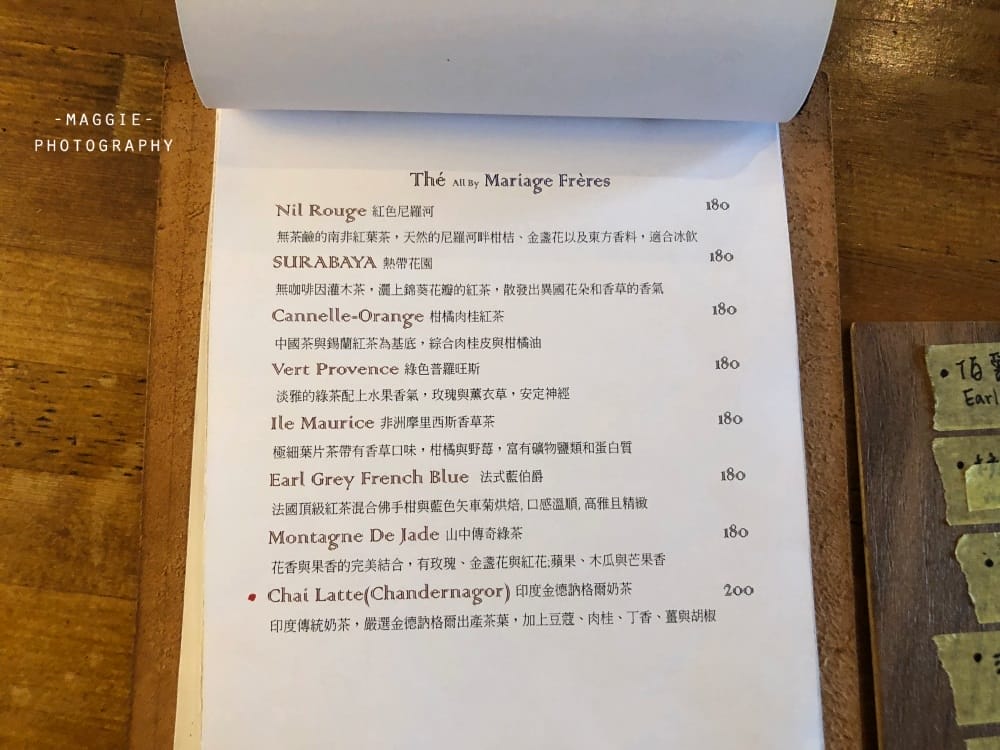 -MAGGIE-
PHOTOGRAPHY
Thé All By Mariage Frères
Nil Rouge 紅色尼羅河 180
無茶鹼的南非紅葉茶，天然的尼羅河畔柑桔、金盞花以及東方香料，適合冰飲
SURABAYA 熱帶花園 180
無咖啡因灌木茶，灑上錦葵花瓣的紅茶，散發出異國花朵和香草的香氣
Cannelle-Orange 柑橘肉桂紅茶 180
中國茶與錫蘭紅茶為基底，綜合肉桂皮與柑橘油
Vert Provence 綠色普羅旺斯 180
淡雅的綠茶配上水果香氣，玫瑰與薰衣草，安定神經
Ile Maurice 非洲摩里西斯香草茶 180
極細葉片茶帶有香草口味，柑橘與野莓，富有礦物鹽類和蛋白質
Earl Grey French Blue 法式藍伯爵 180
法國頂級紅茶混合佛手柑與藍色矢車菊烘焙, 口感溫順, 高雅且精緻
Montagne De Jade 山中傳奇綠茶 180
花香與果香的完美結合，有玫瑰、金盞花與紅花;蘋果、木瓜與芒果香
Chai Latte(Chandernagor) 印度金德訥格爾奶茶 200
印度傳統奶茶，嚴選金德訥格爾出產茶葉，加上豆蔻、肉桂、丁香、薑與胡椒
Earl